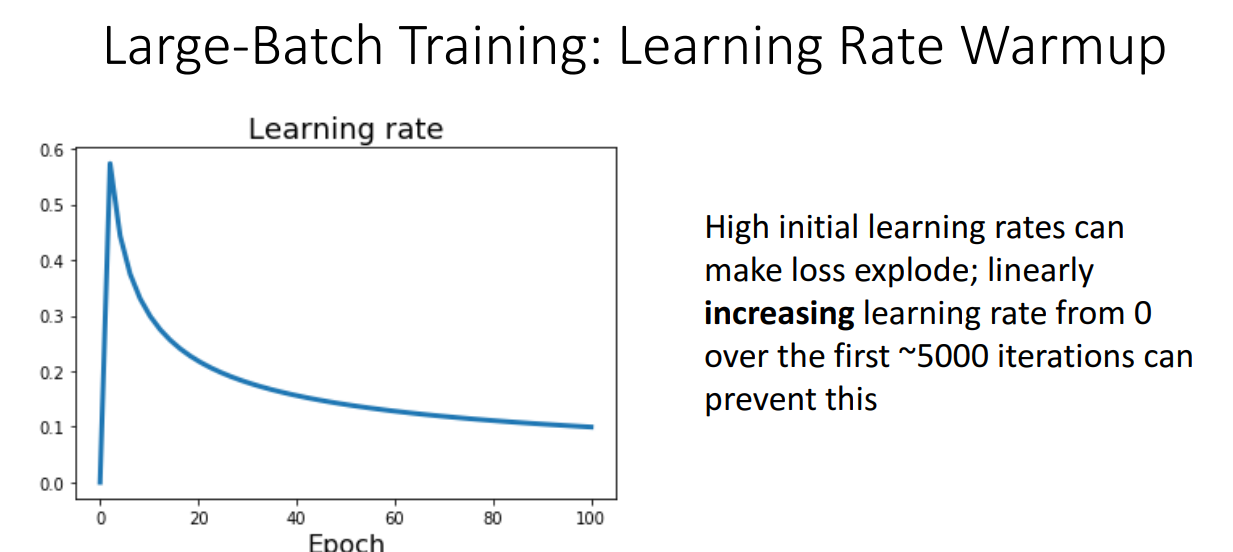 Large-Batch Training: Learning Rate Warmup
Learning rate
0.6
0.5
0.4
0.3
0.2
0.1
0.0
0 20 40 60 80 100
Epoch
High initial learning rates can
make loss explode; linearly
increasing learning rate from 0
over the first ~5000 iterations can
prevent this